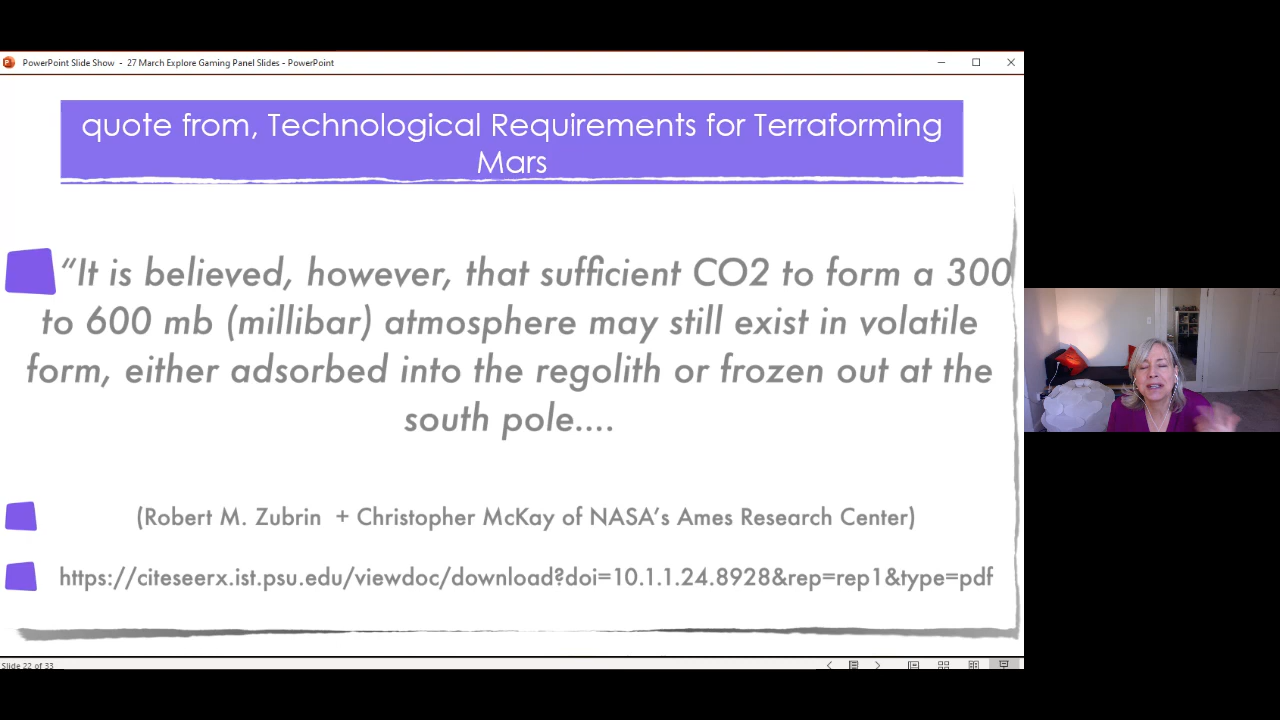 PowerPoint Slide Show - 27 March Explore Gaming Panel Slides - PowerPoint
quote from, Technological Requirements for Terraforming
Mars
“It is believed, however, that sufficient CO2 to form a 300
to 600 mb (millibar) atmosphere may still exist in volatile
form, either adsorbed into the regolith or frozen out at the
south pole....
(Robert M. Zubrin + Christopher McKay of NASA’s Ames Research Center)
https://citeseerx.ist.psu.edu/viewdoc/download?doi=10.1.1.24.8928&rep=rep1&type=pdf
Slide 22 of 33